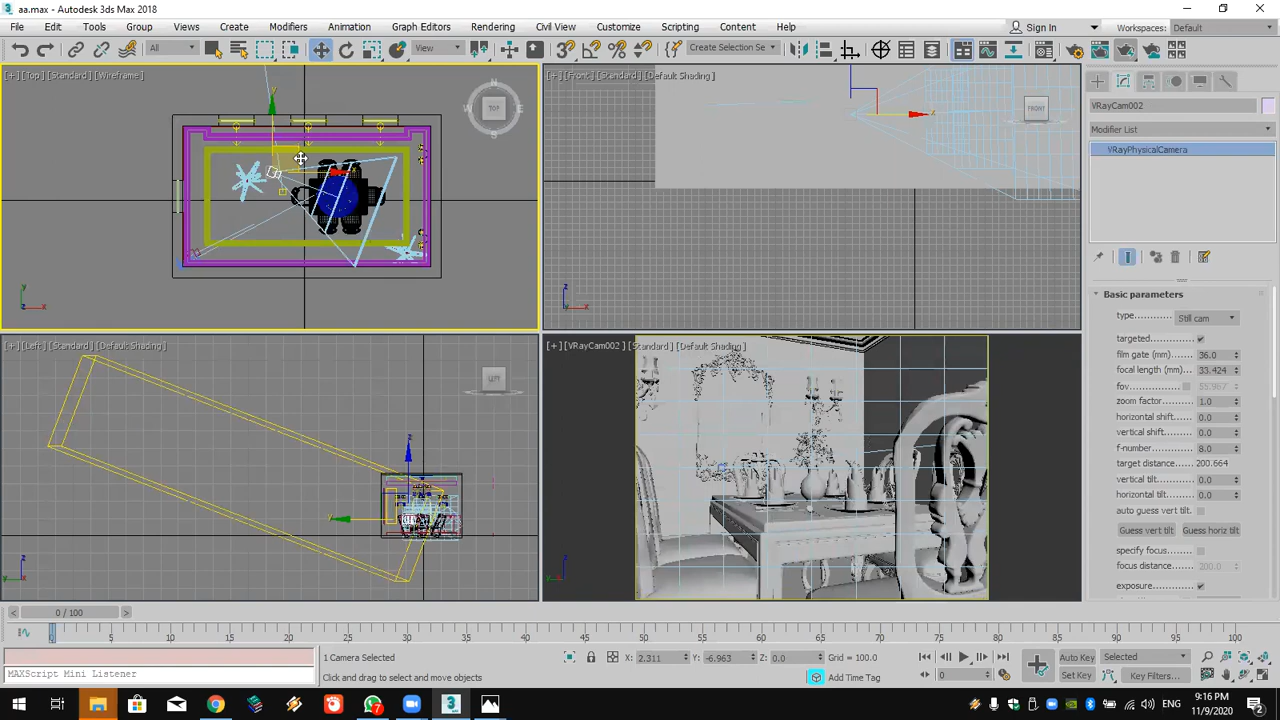 aa.max - Autodesk 3ds Max 2018
File Edit Tools Group Views Create Modifiers Animation Graph Editors Rendering Civil View Customize Scripting Content Help Sign In Workspaces: Default
All View Create Selection Se
[+] [Top] [Standard] [Wireframe]
N
W TOP
S
y
x
y
x
[+] [Front] [Standard] [Default Shading]
x
FRONT
z
x
[+] [Left] [Standard] [Default Shading]
LEFT
z
y
z
y
[+] [VRayCam002] [Standard] [Default Shading]
z
VRayCam002
Modifier List
VRayPhysicalCamera
Basic parameters
type Still cam
targeted
film gate (mm) 36.0
focal length (mm) 33.424
fov 55.967
zoom factor 1.0
horizontal shift 0.0
vertical shift 0.0
f-number 8.0
target distance 200.664
vertical tilt 0.0
horizontal tilt 0.0
auto guess vert tilt
Guess vert tilt Guess horiz tilt
specify focus
focus distance 200.0
exposure
0 / 100
0 5 10 15 20 25 30 35 40 45 50 55 60 65 70 75 80 85 90 95 100
1 Camera Selected X: 2.311 Y: -6.963 Z: 0.0 Grid = 100.0 Auto Key Selected
MAXScript Mini Listener Click and drag to select and move objects Add Time Tag 0 Set Key Key Filters...
7 ENG 9:16 PM
11/9/2020 2